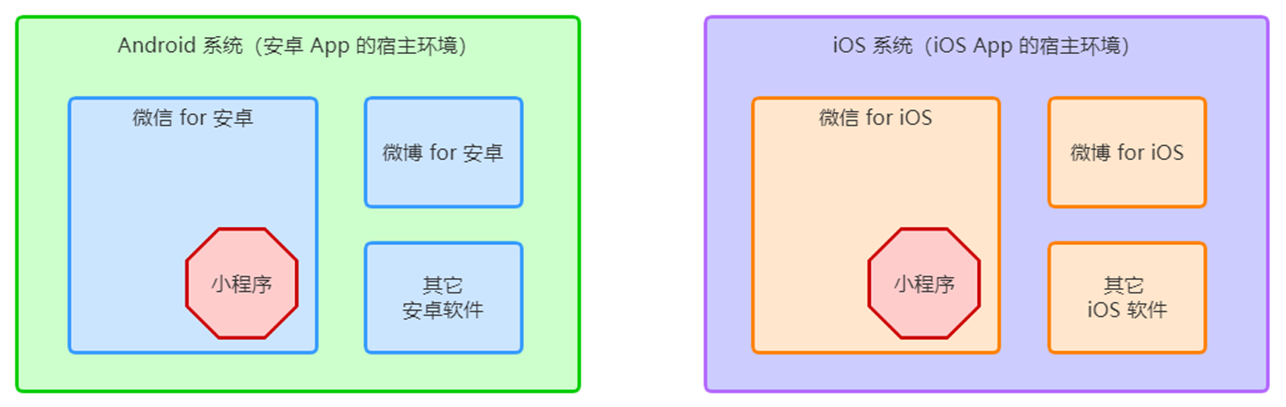 Android 系统（安卓 App 的宿主环境）
微信 for 安卓
微博 for 安卓
小程序
其它
安卓软件
iOS 系统（iOS App 的宿主环境）
微信 for iOS
微博 for iOS
小程序
其它
iOS 软件